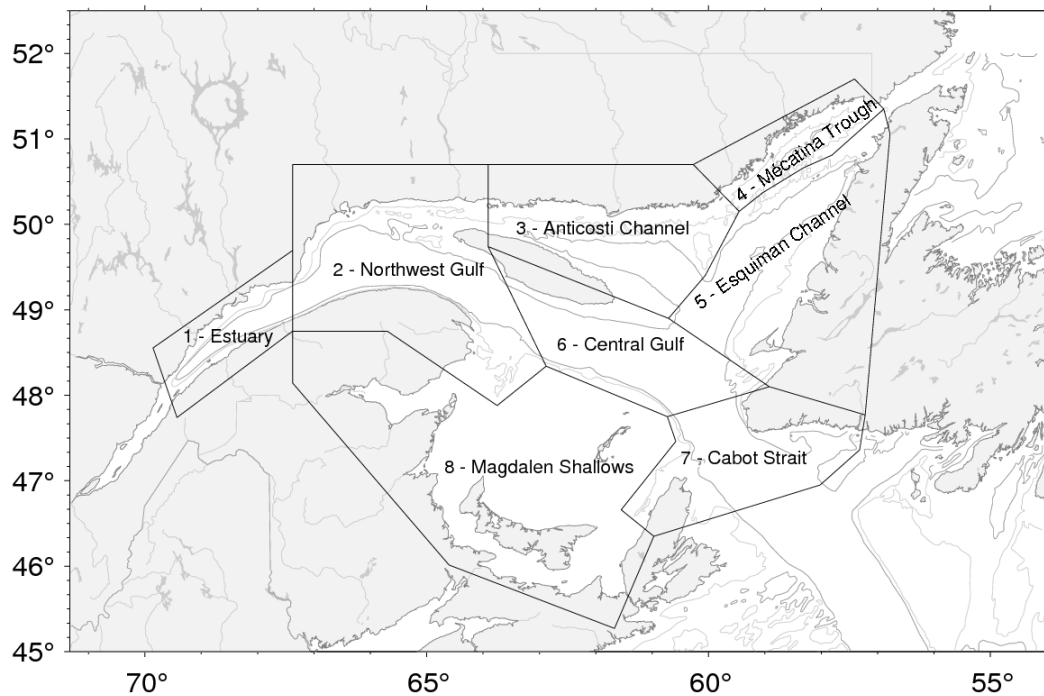 52°
51°
50°
49°
48°
47°
46°
45°
4 - Mécatina Trough
3 - Anticosti Channel
5 - Esquiman Channel
2 - Northwest Gulf
1 - Estuary
6 - Central Gulf
7 - Cabot Strait
8 - Magdalen Shallows
70°
65°
60°
55°